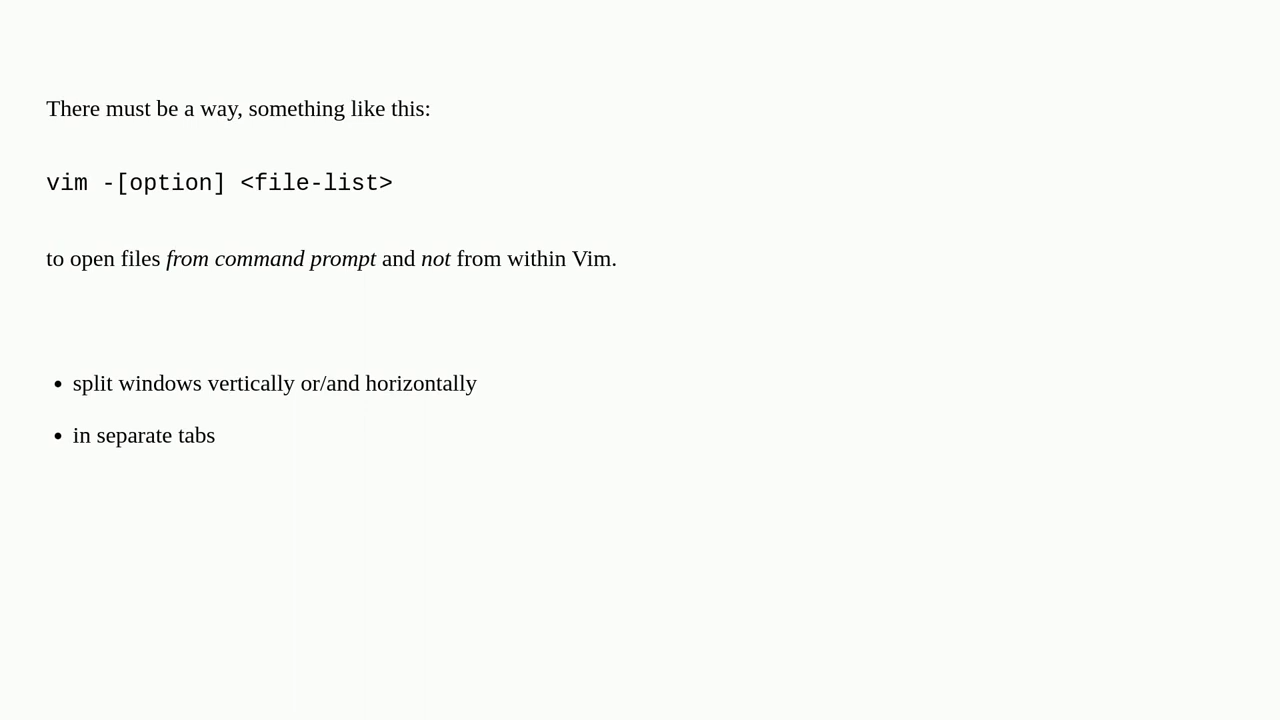 There must be a way, something like this:
vim -[option] <file-list>
to open files from command prompt and not from within Vim.
• split windows vertically or/and horizontally
• in separate tabs